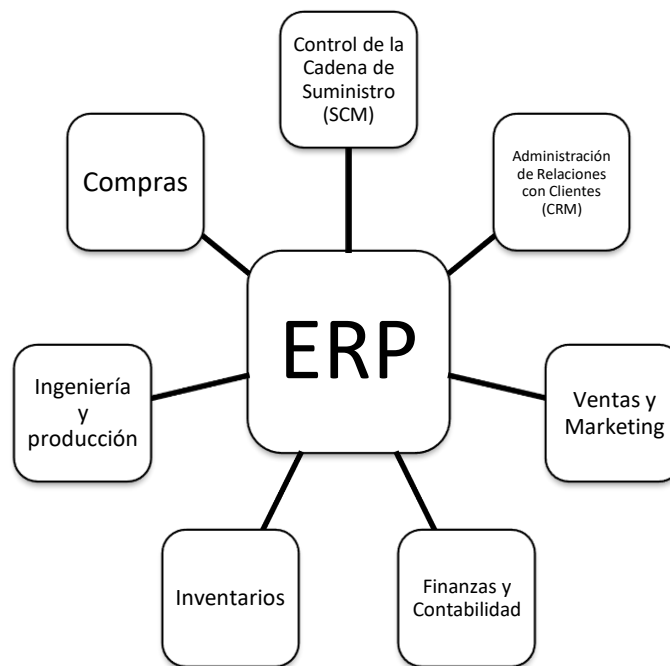 Control de la
Cadena de
Suministro
(SCM)
Administración
de Relaciones
con Clientes
(CRM)
Compras
ERP
Ingeniería
y
producción
Ventas y
Marketing
Inventarios
Finanzas y
Contabilidad